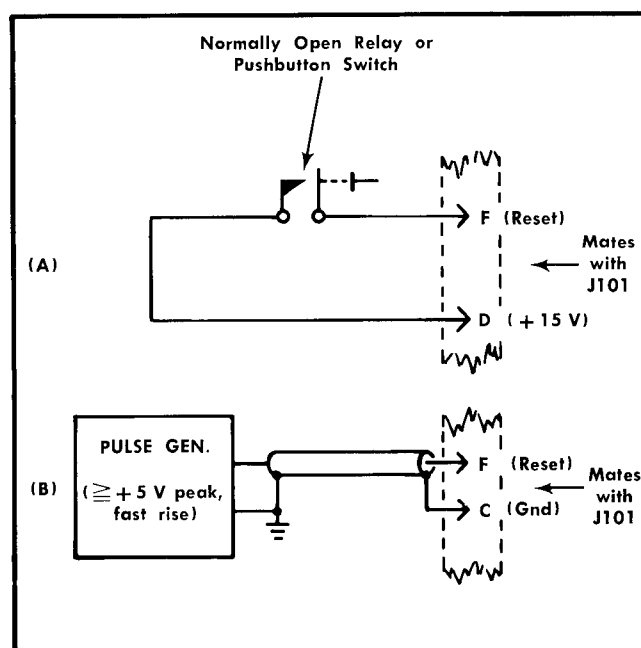 Normally Open Relay or
Pushbutton Switch
(A)
F (Reset)
Mates
with
J101
D (+ 15 V)
(B)
PULSE GEN.
(≧ + 5 V peak,
fast rise)
F (Reset)
C (Gnd)
Mates
with
J101